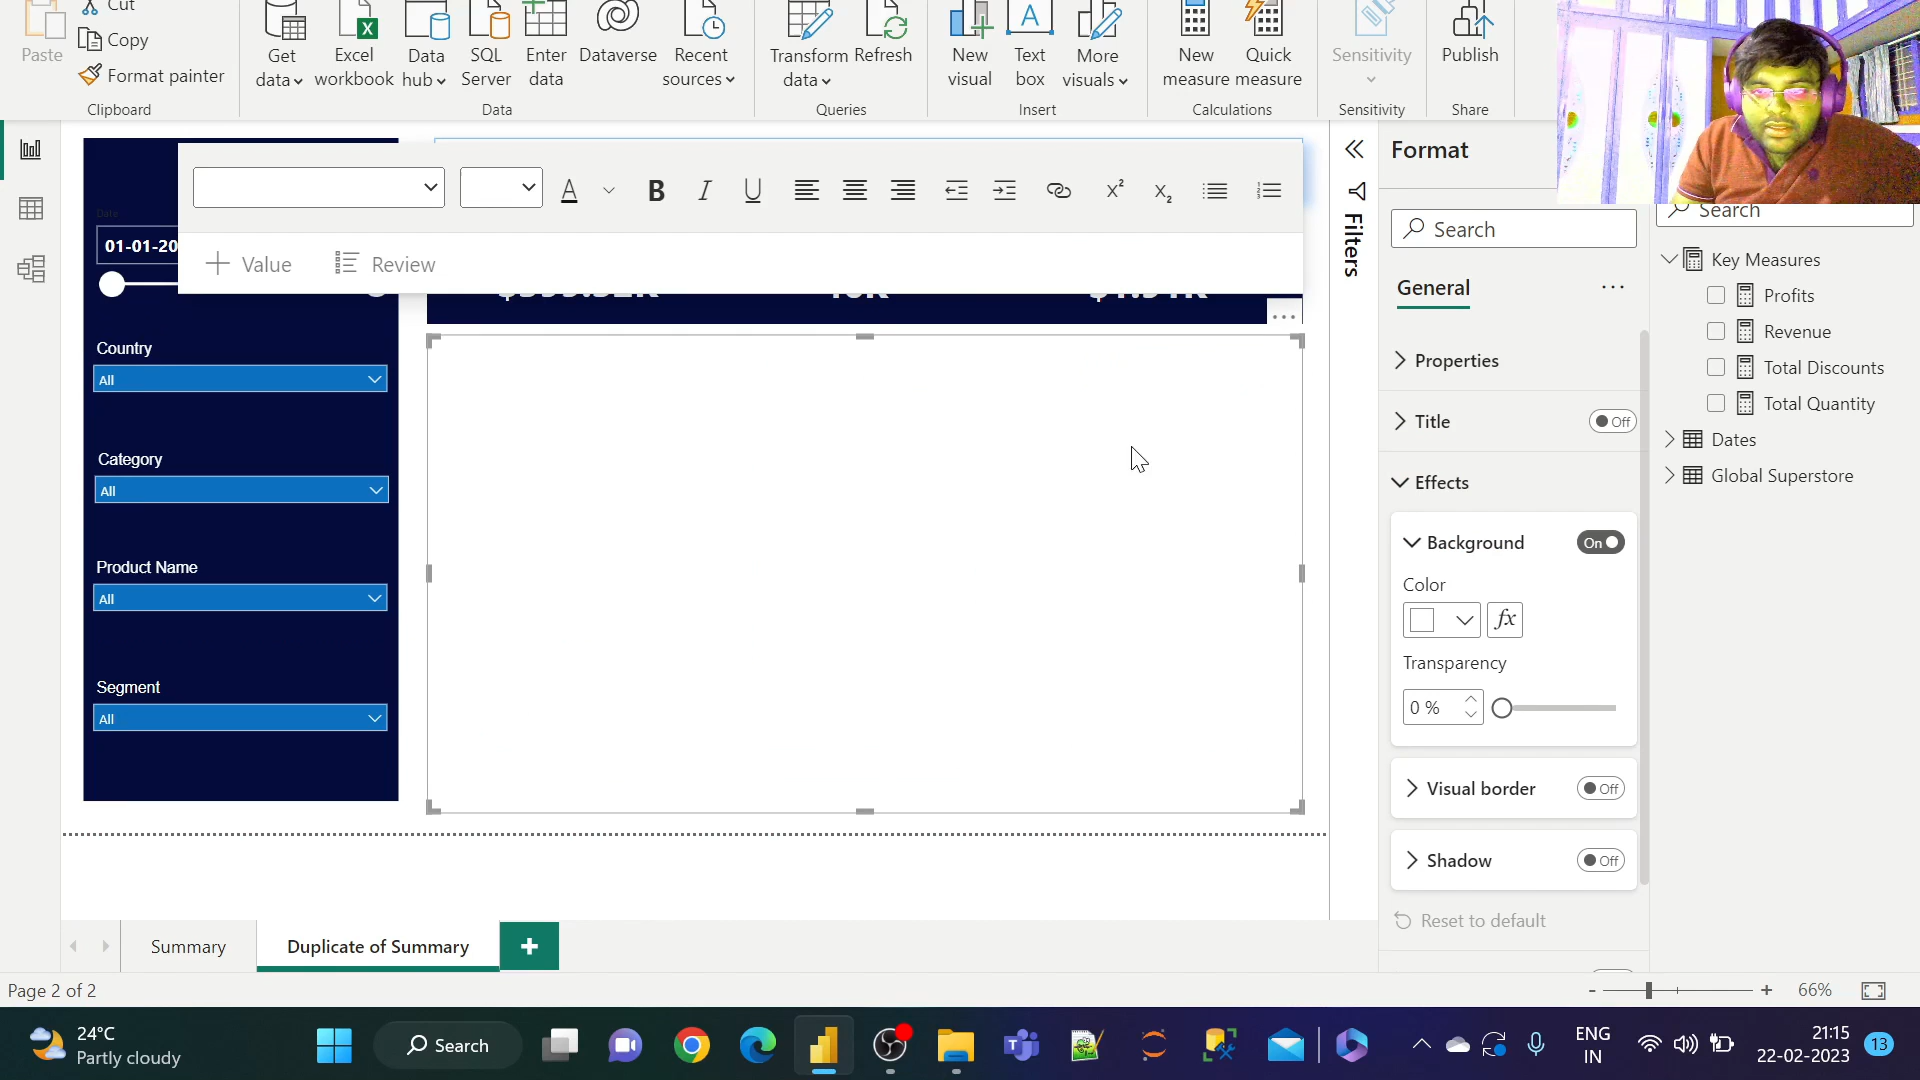 Cut
Paste
Copy
Format painter
Clipboard
Get data
Excel workbook
Data hub
SQL Server
Enter data
Dataverse
Recent sources
Data
Transform data
Refresh
Queries
New visual
Text box
More visuals
Insert
New measure
Quick measure
Calculations
Sensitivity
Sensitivity
Publish
Share
Date
01-01-20
B I U
Value
Review
Country
All
Category
All
Product Name
All
Segment
All
Filters
Format
Search
General
Properties
Title
Off
Effects
Background
On
Color
fx
Transparency
0 %
Visual border
Off
Shadow
Off
Reset to default
Search
Key Measures
Profits
Revenue
Total Discounts
Total Quantity
Dates
Global Superstore
Summary
Duplicate of Summary
Page 2 of 2
66%
24°C
Partly cloudy
Search
ENG
IN
21:15
22-02-2023
13